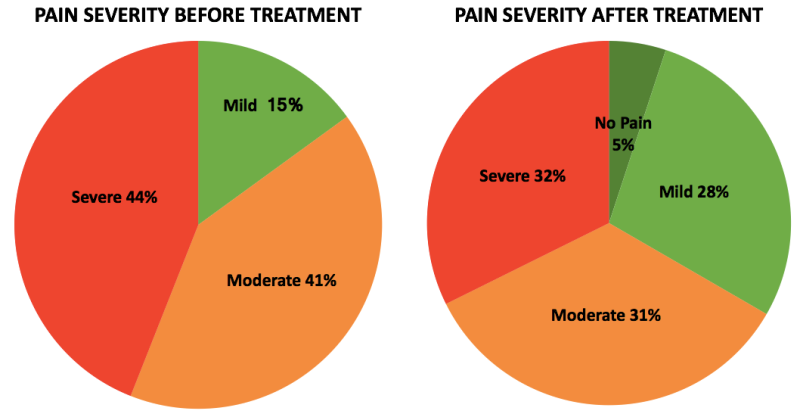 PAIN SEVERITY BEFORE TREATMENT
Mild 15%
Moderate 41%
Severe 44%
PAIN SEVERITY AFTER TREATMENT
No Pain
5%
Mild 28%
Moderate 31%
Severe 32%